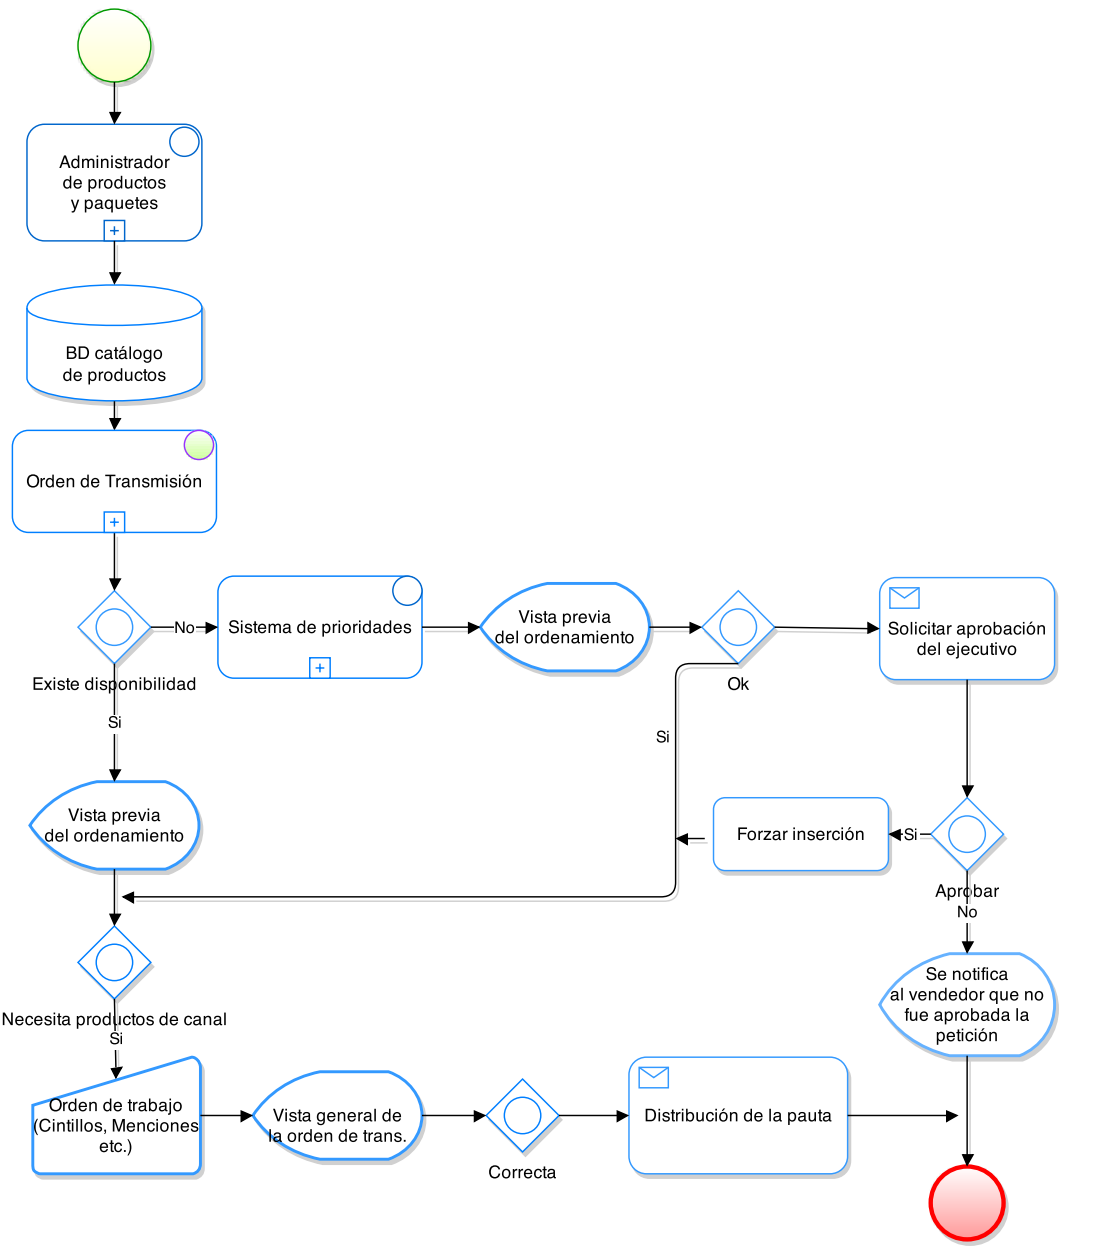 Administrador
de productos
y paquetes
BD catálogo
de productos
Orden de Transmisión
No
Sistema de prioridades
Vista previa
del ordenamiento
Solicitar aprobación
del ejecutivo
Existe disponibilidad
Ok
Si
Si
Vista previa
del ordenamiento
Forzar inserción
Si
Aprobar
No
Se notifica
al vendedor que no
fue aprobada la
petición
Necesita productos de canal
Si
Orden de trabajo
(Cintillos, Menciones
etc.)
Vista general de
la orden de trans.
Correcta
Distribución de la pauta